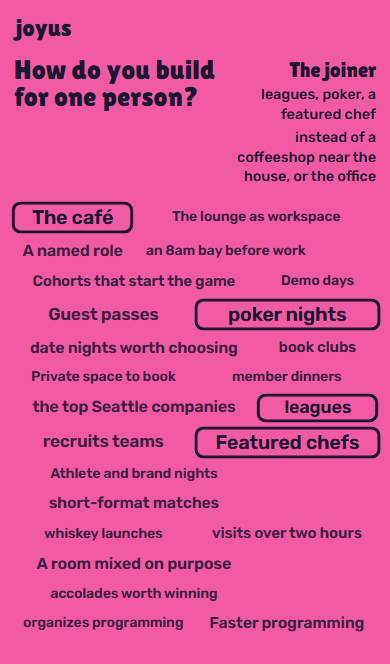 joyus
How do you build
for one person?
The joiner
leagues, poker, a
featured chef
instead of a
coffeeshop near the
house, or the office
The café
The lounge as workspace
A named role
an 8am bay before work
Cohorts that start the game
Demo days
Guest passes
poker nights
date nights worth choosing
book clubs
Private space to book
member dinners
the top Seattle companies
leagues
recruits teams
Featured chefs
Athlete and brand nights
short-format matches
whiskey launches
visits over two hours
A room mixed on purpose
accolades worth winning
organizes programming
Faster programming